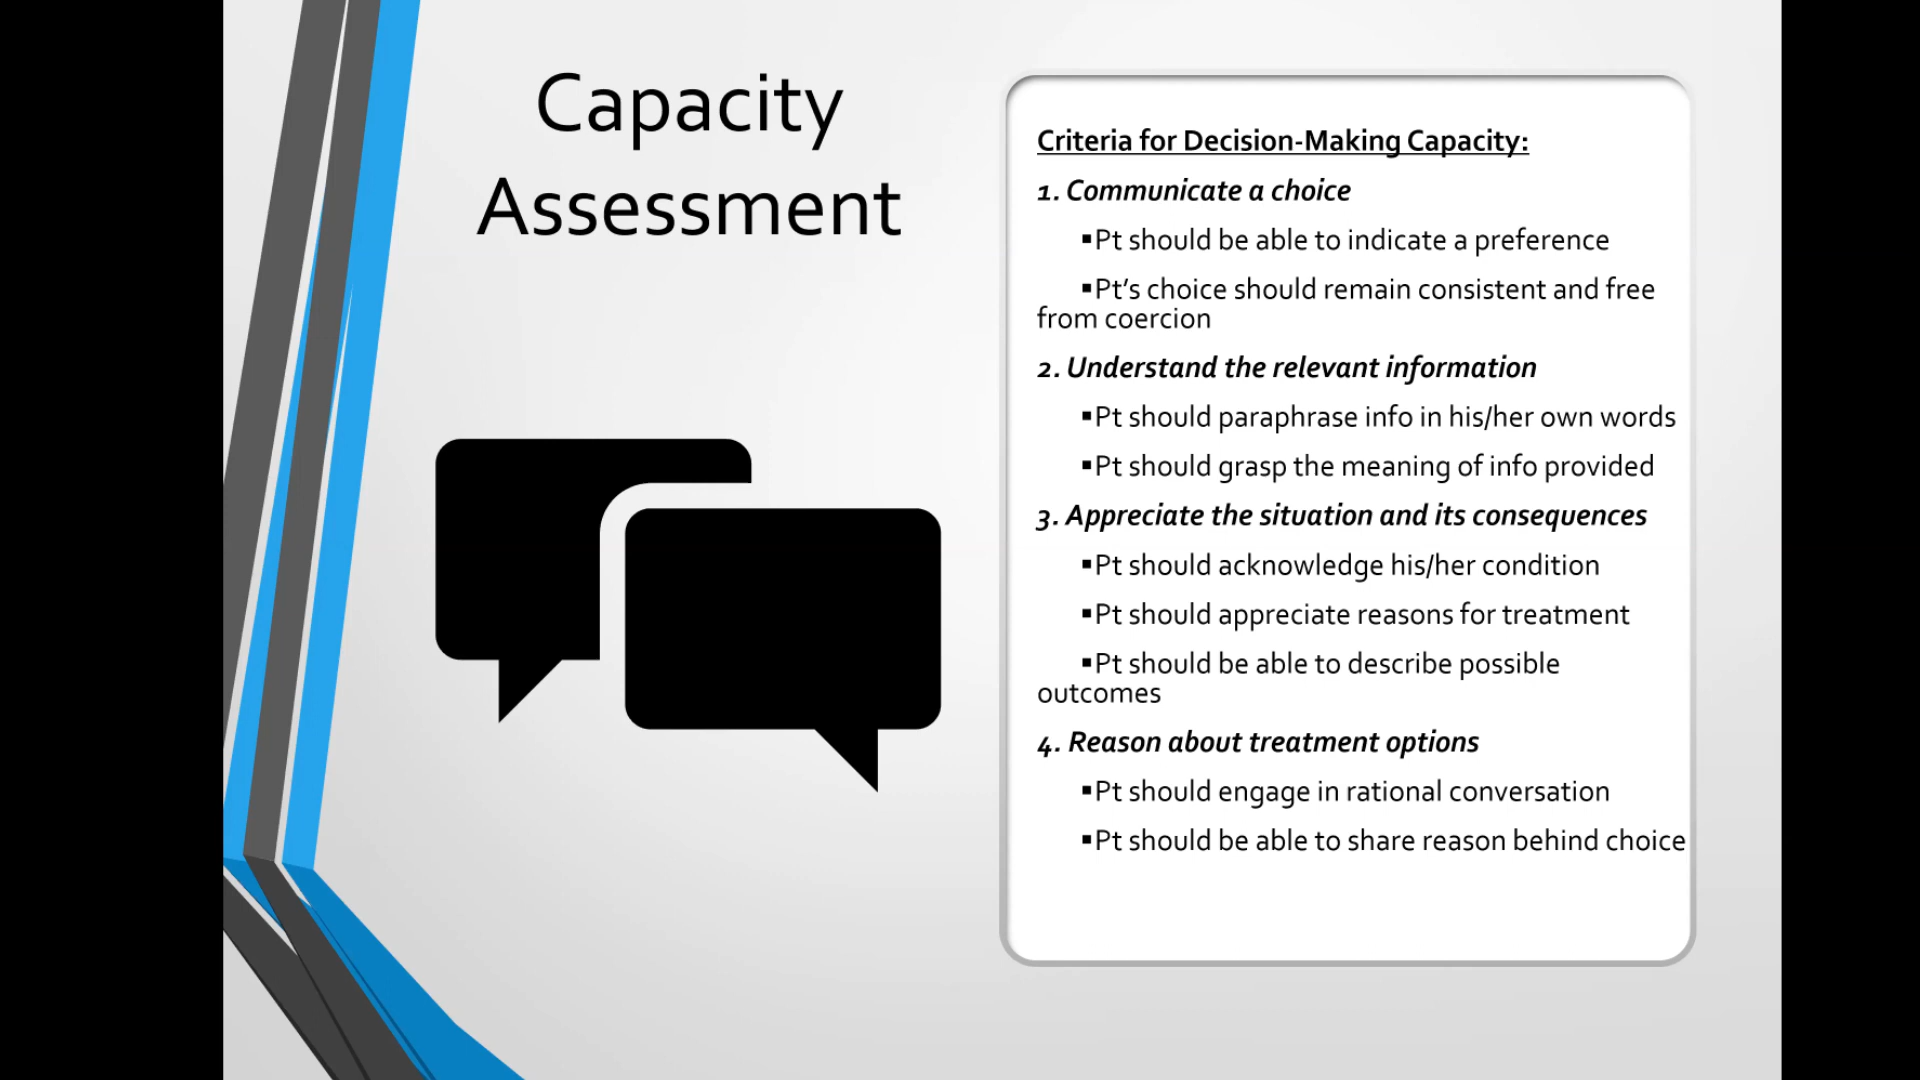 Capacity
Assessment
Criteria for Decision-Making Capacity:
1. Communicate a choice
▪Pt should be able to indicate a preference
▪Pt’s choice should remain consistent and free
from coercion
2. Understand the relevant information
▪Pt should paraphrase info in his/her own words
▪Pt should grasp the meaning of info provided
3. Appreciate the situation and its consequences
▪Pt should acknowledge his/her condition
▪Pt should appreciate reasons for treatment
▪Pt should be able to describe possible
outcomes
4. Reason about treatment options
▪Pt should engage in rational conversation
▪Pt should be able to share reason behind choice